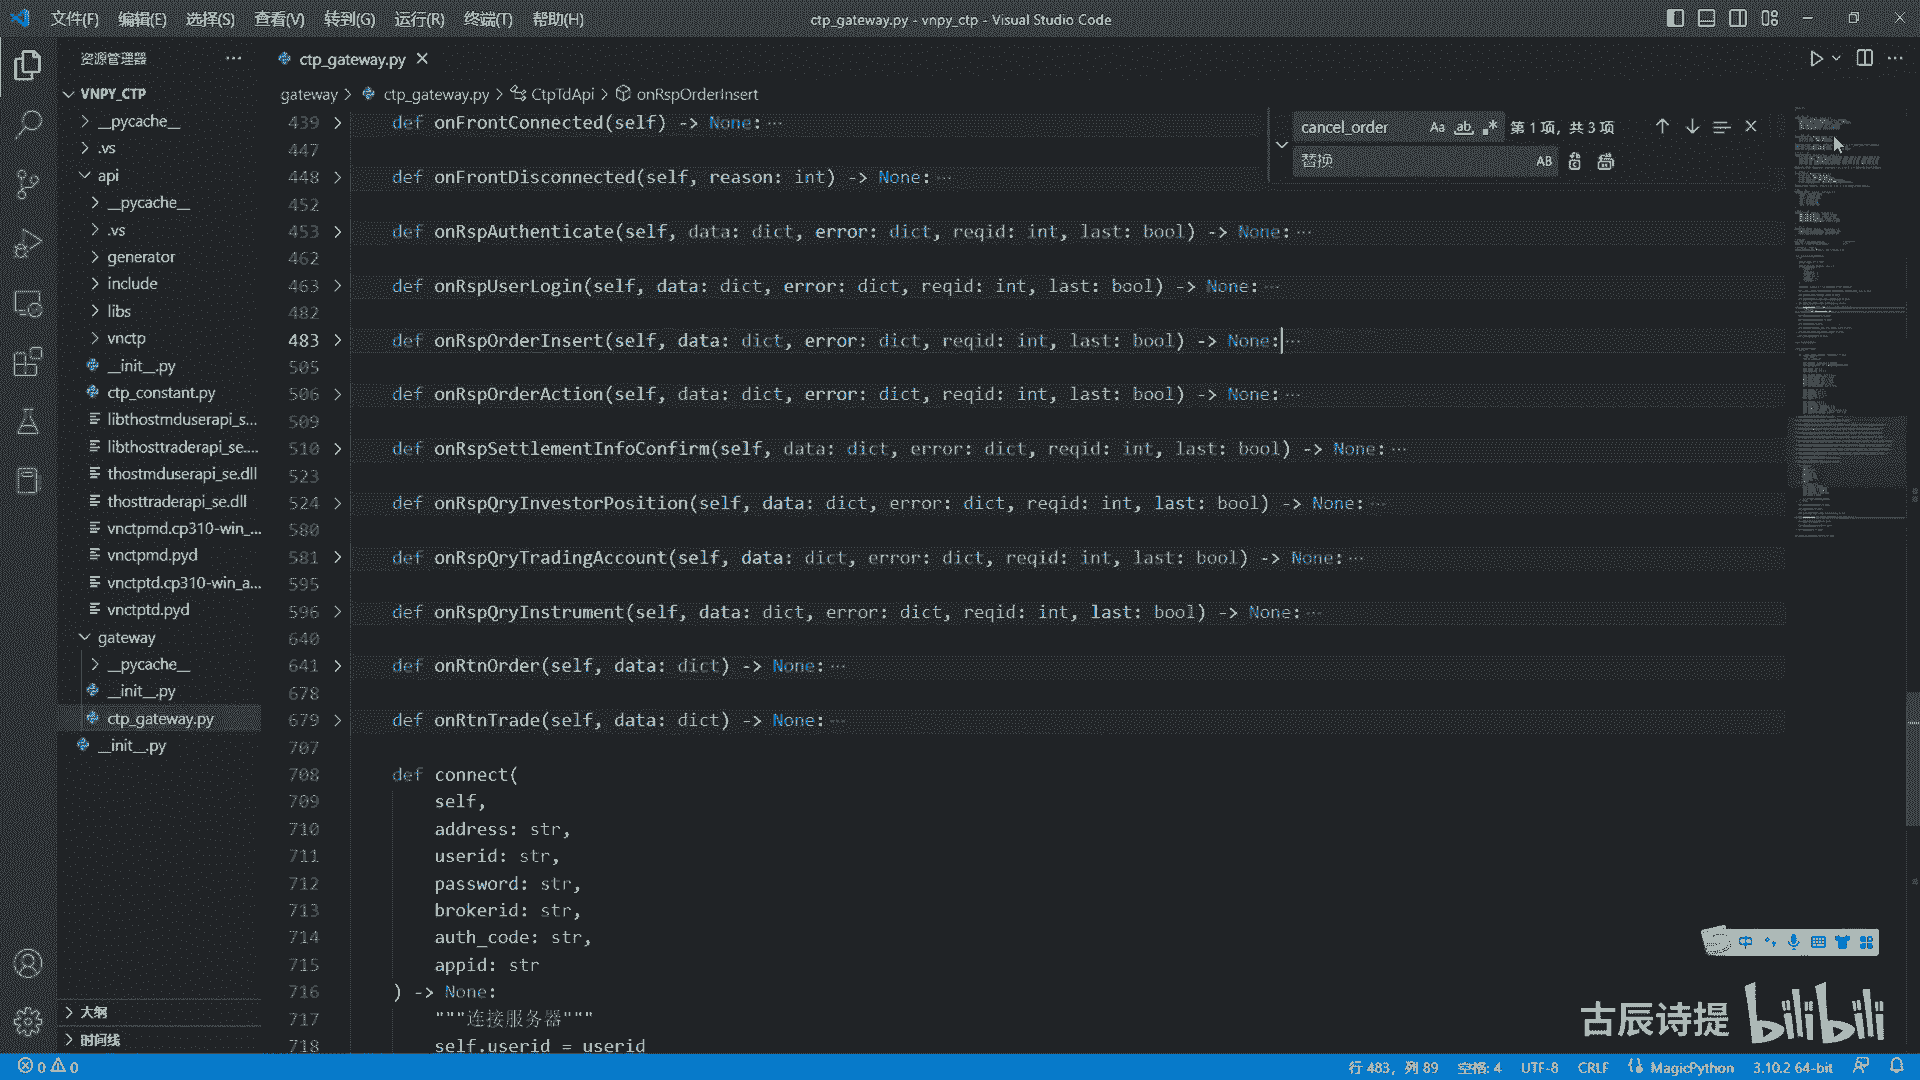 文件(F) 编辑(E) 选择(S) 查看(V) 转到(G) 运行(R) 终端(T) 帮助(H)
ctp_gateway.py - vnpy_ctp - Visual Studio Code
资源管理器
ctp_gateway.py
VNPY_CTP
__pycache__
.vs
api
__pycache__
.vs
generator
include
libs
vnctp
__init__.py
ctp_constant.py
libthostmduserapi_s...
libthosttraderapi_se....
thostmduserapi_se.dll
thosttraderapi_se.dll
vnctpmd.cp310-win_...
vnctpmd.pyd
vnctptd.cp310-win_a...
vnctptd.pyd
gateway
__pycache__
__init__.py
ctp_gateway.py
__init__.py
大纲
时间线
gateway > ctp_gateway.py > CtpTdApi > onRspOrderInsert
cancel_order Aa ab .* 第 1 项，共 3 项
替换 AB
439 def onFrontConnected(self) -> None:···
447
448 def onFrontDisconnected(self, reason: int) -> None:···
452
453 def onRspAuthenticate(self, data: dict, error: dict, reqid: int, last: bool) -> None:···
462
463 def onRspUserLogin(self, data: dict, error: dict, reqid: int, last: bool) -> None:···
482
483 def onRspOrderInsert(self, data: dict, error: dict, reqid: int, last: bool) -> None:···
505
506 def onRspOrderAction(self, data: dict, error: dict, reqid: int, last: bool) -> None:···
509
510 def onRspSettlementInfoConfirm(self, data: dict, error: dict, reqid: int, last: bool) -> None:···
523
524 def onRspQryInvestorPosition(self, data: dict, error: dict, reqid: int, last: bool) -> None:···
580
581 def onRspQryTradingAccount(self, data: dict, error: dict, reqid: int, last: bool) -> None:···
595
596 def onRspQryInstrument(self, data: dict, error: dict, reqid: int, last: bool) -> None:···
640
641 def onRtnOrder(self, data: dict) -> None:···
678
679 def onRtnTrade(self, data: dict) -> None:···
707
708 def connect(
709 self,
710 address: str,
711 userid: str,
712 password: str,
713 brokerid: str,
714 auth_code: str,
715 appid: str
716 ) -> None:
717 """连接服务器"""
718 self.userid = userid
中
古辰诗提 bilibili
0 0
行 483，列 89 空格: 4 UTF-8 CRLF MagicPython 3.10.2 64-bit